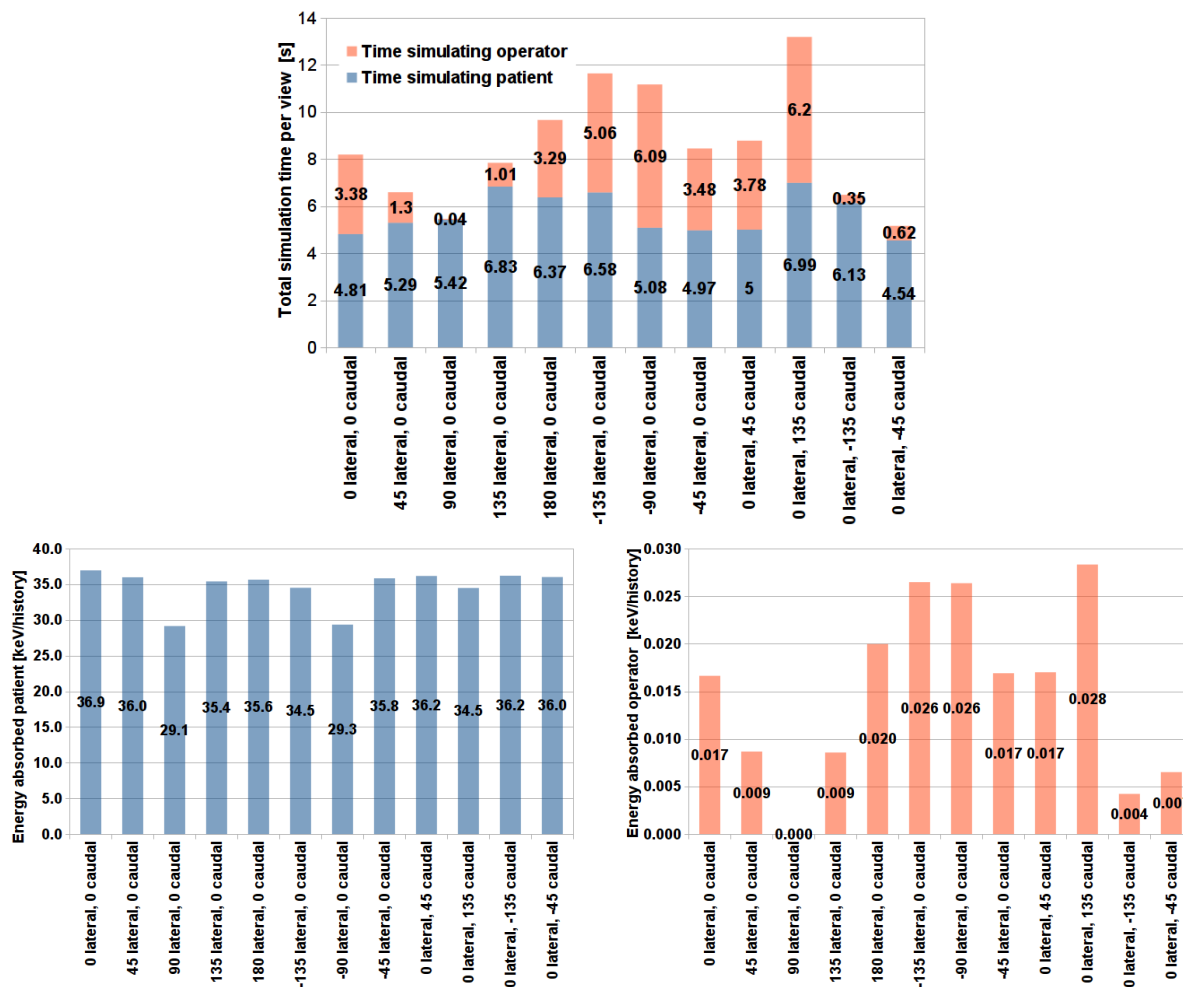 Total simulation time per view [s]
14
12
10
8
6
4
2
0
Time simulating operator
Time simulating patient
3.38
1.3
0.04
1.01
3.29
5.06
6.09
3.48
3.78
6.2
0.35
0.62
4.81
5.29
5.42
6.83
6.37
6.58
5.08
4.97
5
6.99
6.13
4.54
0 lateral, 0 caudal
45 lateral, 0 caudal
90 lateral, 0 caudal
135 lateral, 0 caudal
180 lateral, 0 caudal
-135 lateral, 0 caudal
-90 lateral, 0 caudal
-45 lateral, 0 caudal
0 lateral, 45 caudal
0 lateral, 135 caudal
0 lateral, -135 caudal
0 lateral, -45 caudal
Energy absorbed patient [keV/history]
40.0
35.0
30.0
25.0
20.0
15.0
10.0
5.0
0.0
36.9
36.0
29.1
35.4
35.6
34.5
29.3
35.8
36.2
34.5
36.2
36.0
0 lateral, 0 caudal
45 lateral, 0 caudal
90 lateral, 0 caudal
135 lateral, 0 caudal
180 lateral, 0 caudal
-135 lateral, 0 caudal
-90 lateral, 0 caudal
-45 lateral, 0 caudal
0 lateral, 45 caudal
0 lateral, 135 caudal
0 lateral, -135 caudal
0 lateral, -45 caudal
Energy absorbed operator [keV/history]
0.030
0.025
0.020
0.015
0.010
0.005
0.000
0.017
0.009
0.000
0.009
0.020
0.026
0.026
0.017
0.017
0.028
0.004
0.00
0 lateral, 0 caudal
45 lateral, 0 caudal
90 lateral, 0 caudal
135 lateral, 0 caudal
180 lateral, 0 caudal
-135 lateral, 0 caudal
-90 lateral, 0 caudal
-45 lateral, 0 caudal
0 lateral, 45 caudal
0 lateral, 135 caudal
0 lateral, -135 caudal
0 lateral, -45 caudal